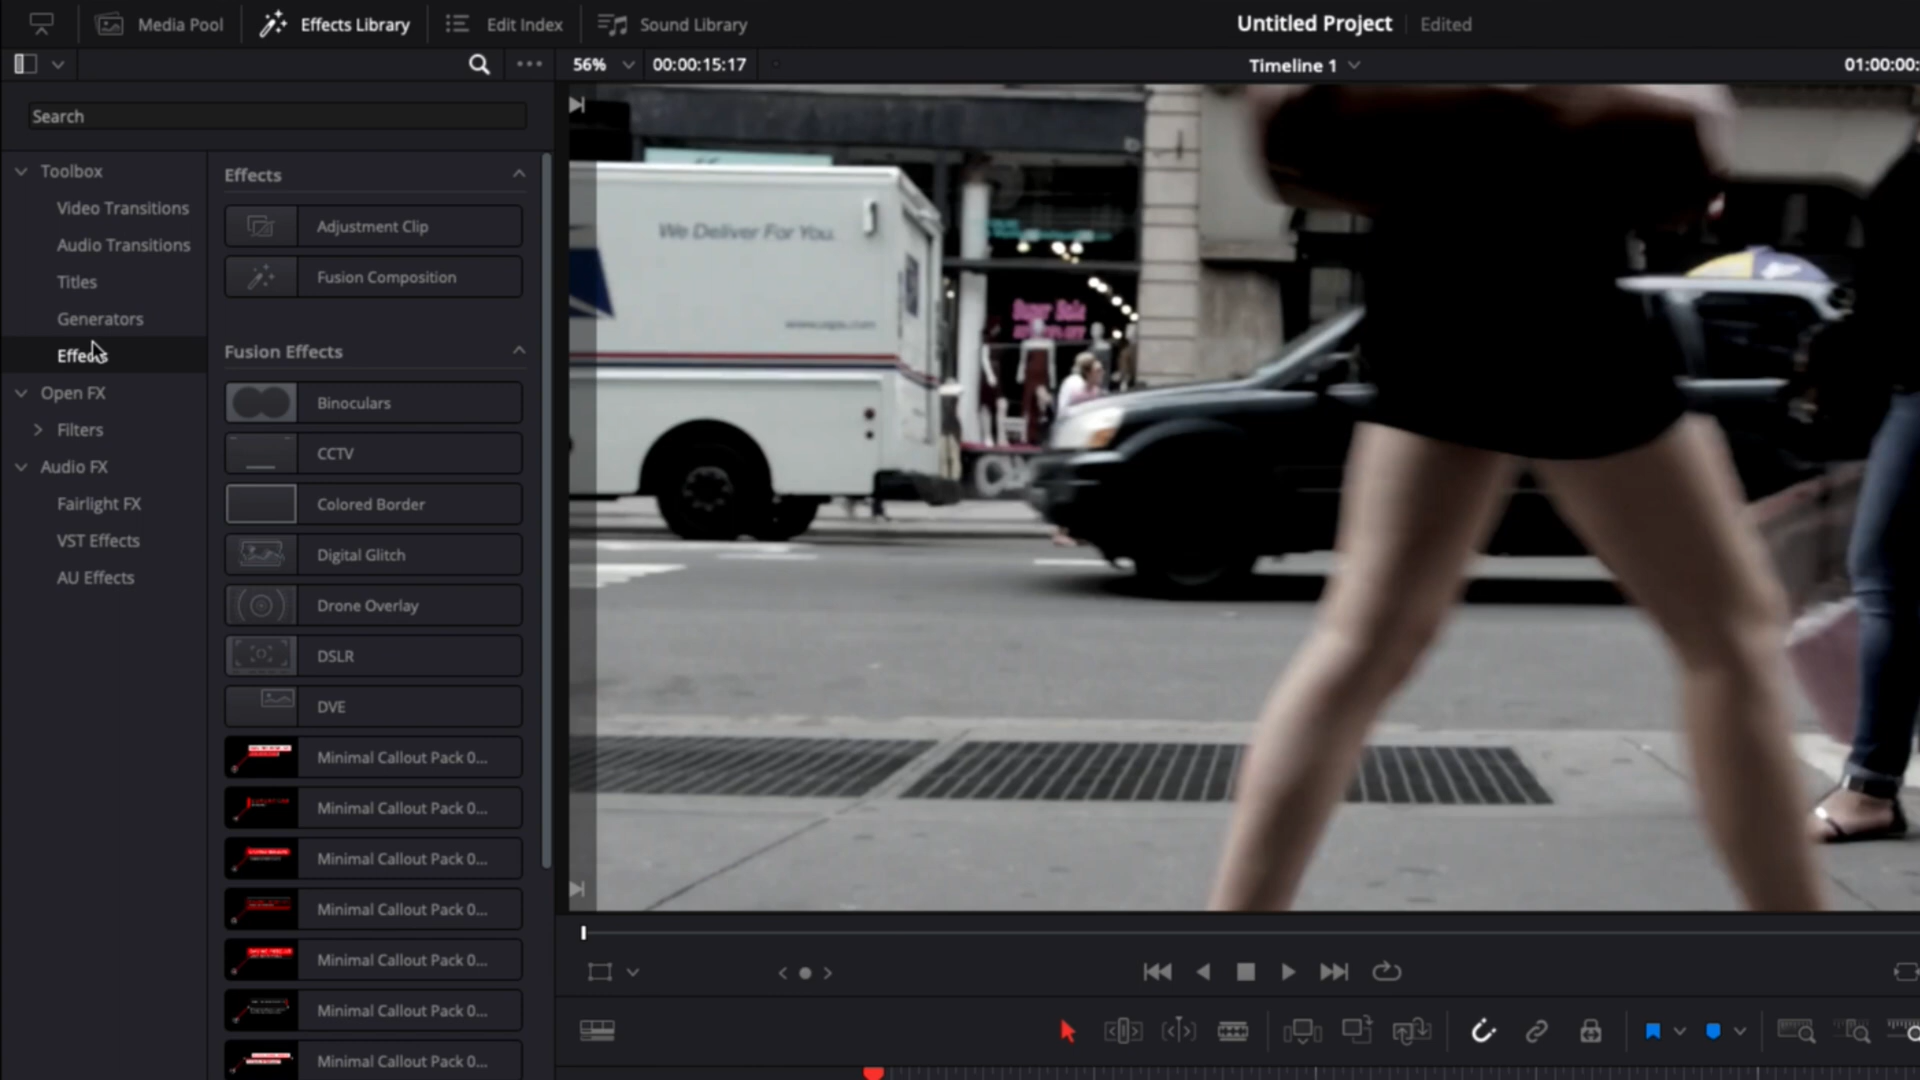 Media Pool
Effects Library
Edit Index
Sound Library
Untitled Project
Edited
56%
00:00:15:17
Timeline 1
01:00:00:
Search
Toolbox
Video Transitions
Audio Transitions
Titles
Generators
Effects
Open FX
Filters
Audio FX
Fairlight FX
VST Effects
AU Effects
Effects
Adjustment Clip
Fusion Composition
Fusion Effects
Binoculars
CCTV
Colored Border
Digital Glitch
Drone Overlay
DSLR
DVE
Minimal Callout Pack 0...
Minimal Callout Pack 0...
Minimal Callout Pack 0...
Minimal Callout Pack 0...
Minimal Callout Pack 0...
Minimal Callout Pack 0...
Minimal Callout Pack 0...
We Deliver For You.
www.usps.com